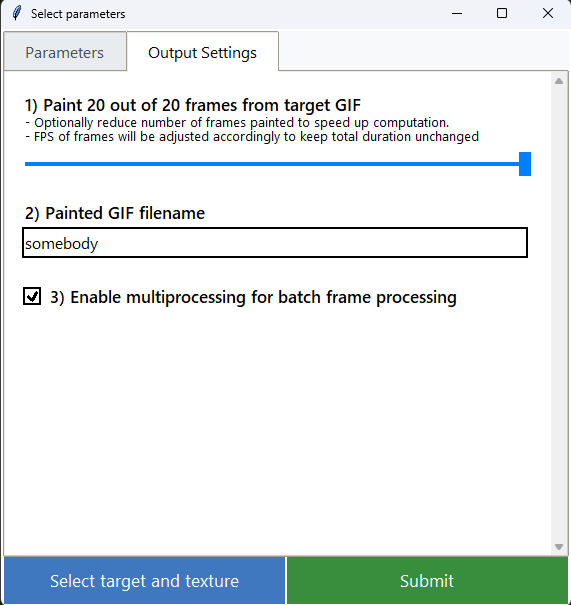 Select parameters
Parameters
Output Settings
1) Paint 20 out of 20 frames from target GIF
- Optionally reduce number of frames painted to speed up computation.
- FPS of frames will be adjusted accordingly to keep total duration unchanged
2) Painted GIF filename
somebody
3) Enable multiprocessing for batch frame processing
Select target and texture
Submit